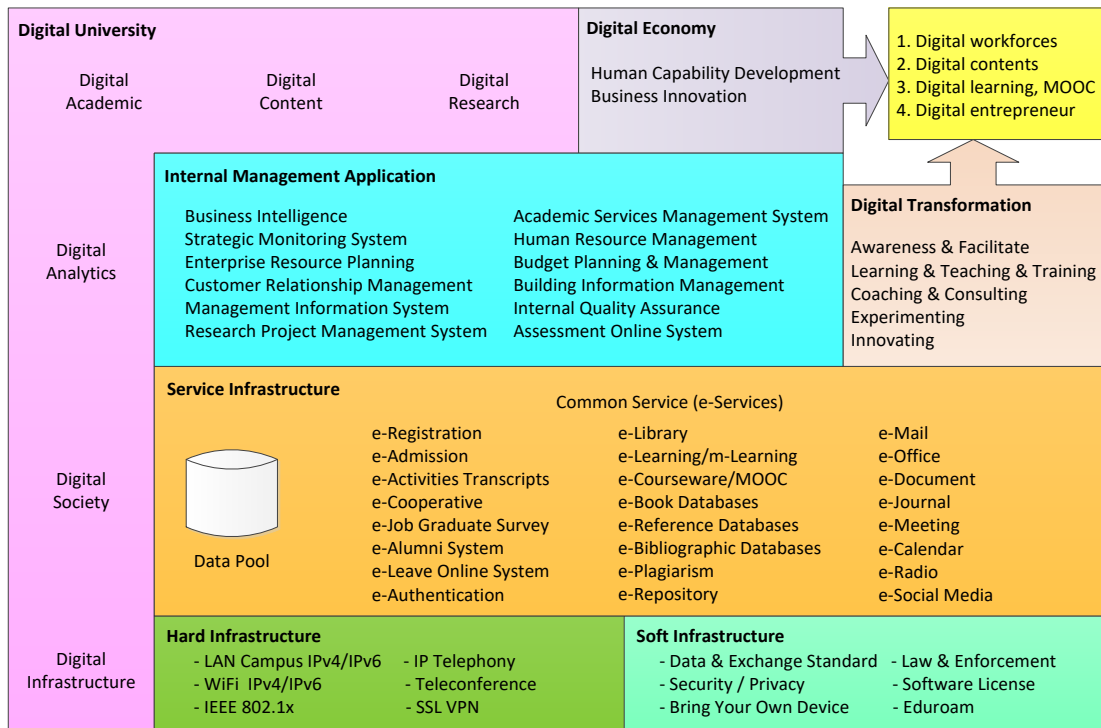 Digital University
Digital
Academic
Digital
Content
Digital
Research
Digital Economy
Human Capability Development
Business Innovation
1. Digital workforces
2. Digital contents
3. Digital learning, MOOC
4. Digital entrepreneur
Digital
Analytics
Internal Management Application
Business Intelligence
Strategic Monitoring System
Enterprise Resource Planning
Customer Relationship Management
Management Information System
Research Project Management System
Academic Services Management System
Human Resource Management
Budget Planning & Management
Building Information Management
Internal Quality Assurance
Assessment Online System
Digital Transformation
Awareness & Facilitate
Learning & Teaching & Training
Coaching & Consulting
Experimenting
Innovating
Digital
Society
Service Infrastructure
Common Service (e-Services)
Data Pool
e-Registration
e-Admission
e-Activities Transcripts
e-Cooperative
e-Job Graduate Survey
e-Alumni System
e-Leave Online System
e-Authentication
e-Library
e-Learning/m-Learning
e-Courseware/MOOC
e-Book Databases
e-Reference Databases
e-Bibliographic Databases
e-Plagiarism
e-Repository
e-Mail
e-Office
e-Document
e-Journal
e-Meeting
e-Calendar
e-Radio
e-Social Media
Digital
Infrastructure
Hard Infrastructure
- LAN Campus IPv4/IPv6
- WiFi IPv4/IPv6
- IEEE 802.1x
- IP Telephony
- Teleconference
- SSL VPN
Soft Infrastructure
- Data & Exchange Standard
- Security / Privacy
- Bring Your Own Device
- Law & Enforcement
- Software License
- Eduroam